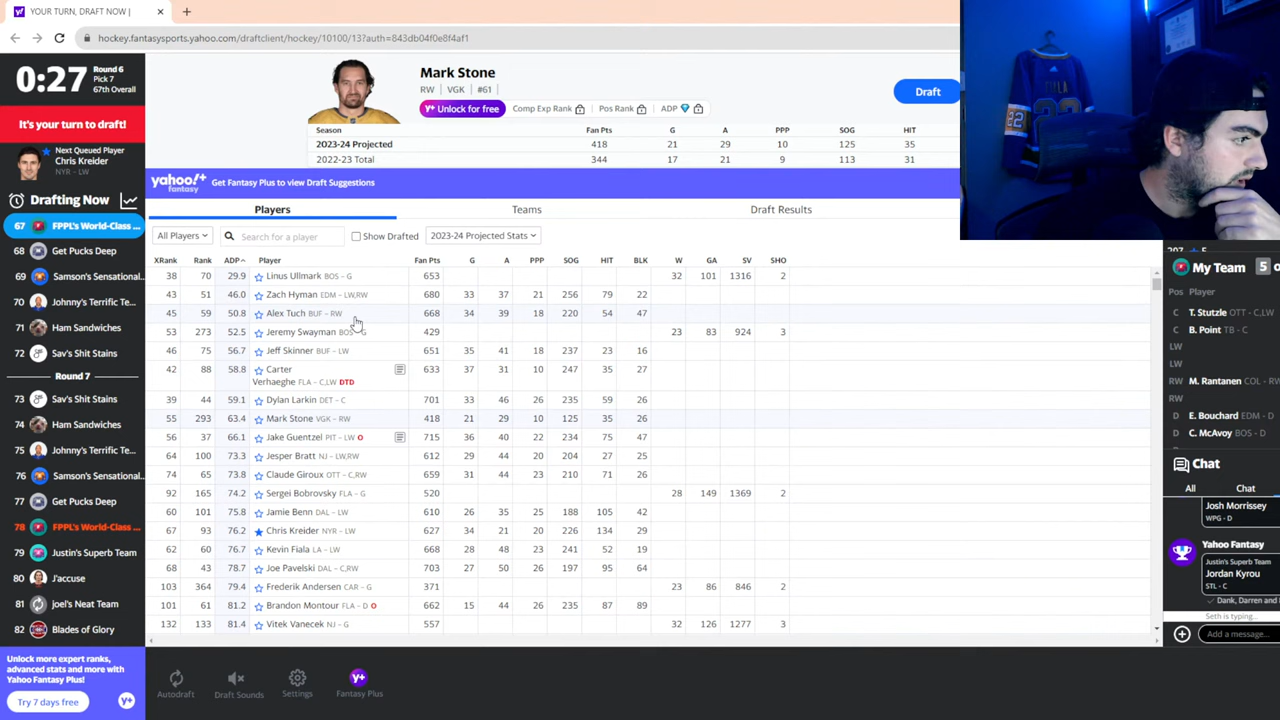 YOUR TURN, DRAFT NOW |
hockey.fantasysports.yahoo.com/draftclient/hockey/10100/13?auth=843db04f0e8f4af1
0:27
Round 6
Pick 7
67th Overall
It's your turn to draft!
Next Queued Player
Chris Kreider
NYR - LW
Drafting Now
67 FPPL's World-Class ...
68 Get Pucks Deep
69 Samson's Sensational
70 Johnny's Terrific Te...
71 Ham Sandwiches
72 Sav's Shit Stains
Round 7
73 Sav's Shit Stains
74 Ham Sandwiches
75 Johnny's Terrific Te...
76 Samson's Sensational
77 Get Pucks Deep
78 FPPL's World-Class ...
79 Justin's Superb Team
80 J'accuse
81 Joel's Neat Team
82 Blades of Glory
Unlock more expert ranks, advanced stats and more with Yahoo Fantasy Plus!
Try 7 days free
Y+
Mark Stone
RW | VGK | #61
Y+ Unlock for free Comp Exp Rank Pos Rank ADP
Draft
Season Fan Pts G A PPP SOG HIT
2023-24 Projected 418 21 29 10 125 35
2022-23 Total 344 17 21 9 113 31
yahoo!+ fantasy Get Fantasy Plus to view Draft Suggestions
Players Teams Draft Results
All Players Search for a player Show Drafted 2023-24 Projected Stats
XRank Rank ADP Player Fan Pts G A PPP SOG HIT BLK W GA SV SHO
38 70 29.9 Linus Ullmark BOS - G 653 32 101 1316 2
43 51 46.0 Zach Hyman EDM - LW,RW 680 33 37 21 256 79 22
45 59 50.8 Alex Tuch BUF - RW 668 34 39 18 220 54 47
53 273 52.5 Jeremy Swayman BOS - G 429 23 83 924 3
46 75 56.7 Jeff Skinner BUF - LW 651 35 41 18 237 23 16
42 88 58.8 Carter Verhaeghe FLA - C,LW DTD 633 37 31 10 247 35 27
39 44 59.1 Dylan Larkin DET - C 701 33 46 26 235 59 26
55 293 63.4 Mark Stone VGK - RW 418 21 29 10 125 35 26
56 37 66.1 Jake Guentzel PIT - LW O 715 36 40 22 234 75 47
64 100 73.3 Jesper Bratt NJ - LW,RW 612 29 44 20 204 27 25
74 65 73.8 Claude Giroux OTT - C,RW 659 31 44 23 210 71 26
92 165 74.2 Sergei Bobrovsky FLA - G 520 28 149 1369 2
60 101 75.8 Jamie Benn DAL - LW 610 26 35 25 188 105 42
67 93 76.2 Chris Kreider NYR - LW 627 34 21 20 226 134 29
62 60 76.7 Kevin Fiala LA - LW 668 28 48 23 241 52 19
68 43 78.7 Joe Pavelski DAL - C,RW 703 27 50 26 197 95 64
103 364 79.4 Frederik Andersen CAR - G 371 23 86 846 2
101 61 81.2 Brandon Montour FLA - D O 662 15 44 26 235 87 89
132 133 81.4 Vitek Vanecek NJ - G 557 32 126 1277 3
Autodraft
Draft Sounds
Settings
Fantasy Plus
My Team 5
Pos Player
C T. Stutzle OTT - C,LW
C B. Point TB - C
LW
LW
RW M. Rantanen COL - R
RW
D E. Bouchard EDM - D
D C. McAvoy BOS - D
Chat
All Chat
Josh Morrissey
WPG - D
Yahoo Fantasy
Justin's Superb Team
Jordan Kyrou
STL - C
Dank, Darren and
Seth is typing...
Add a message...